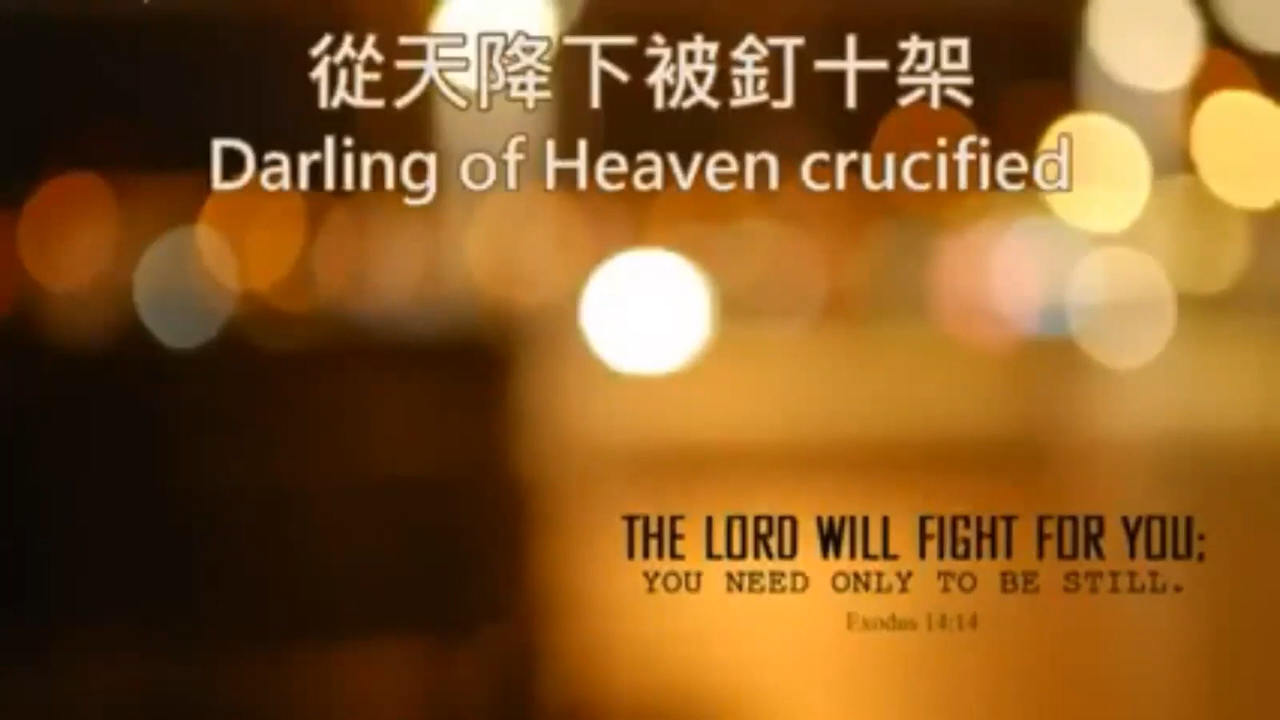 從天降下被釘十架
Darling of Heaven crucified
THE LORD WILL FIGHT FOR YOU;
YOU NEED ONLY TO BE STILL.
Exodus 14:14